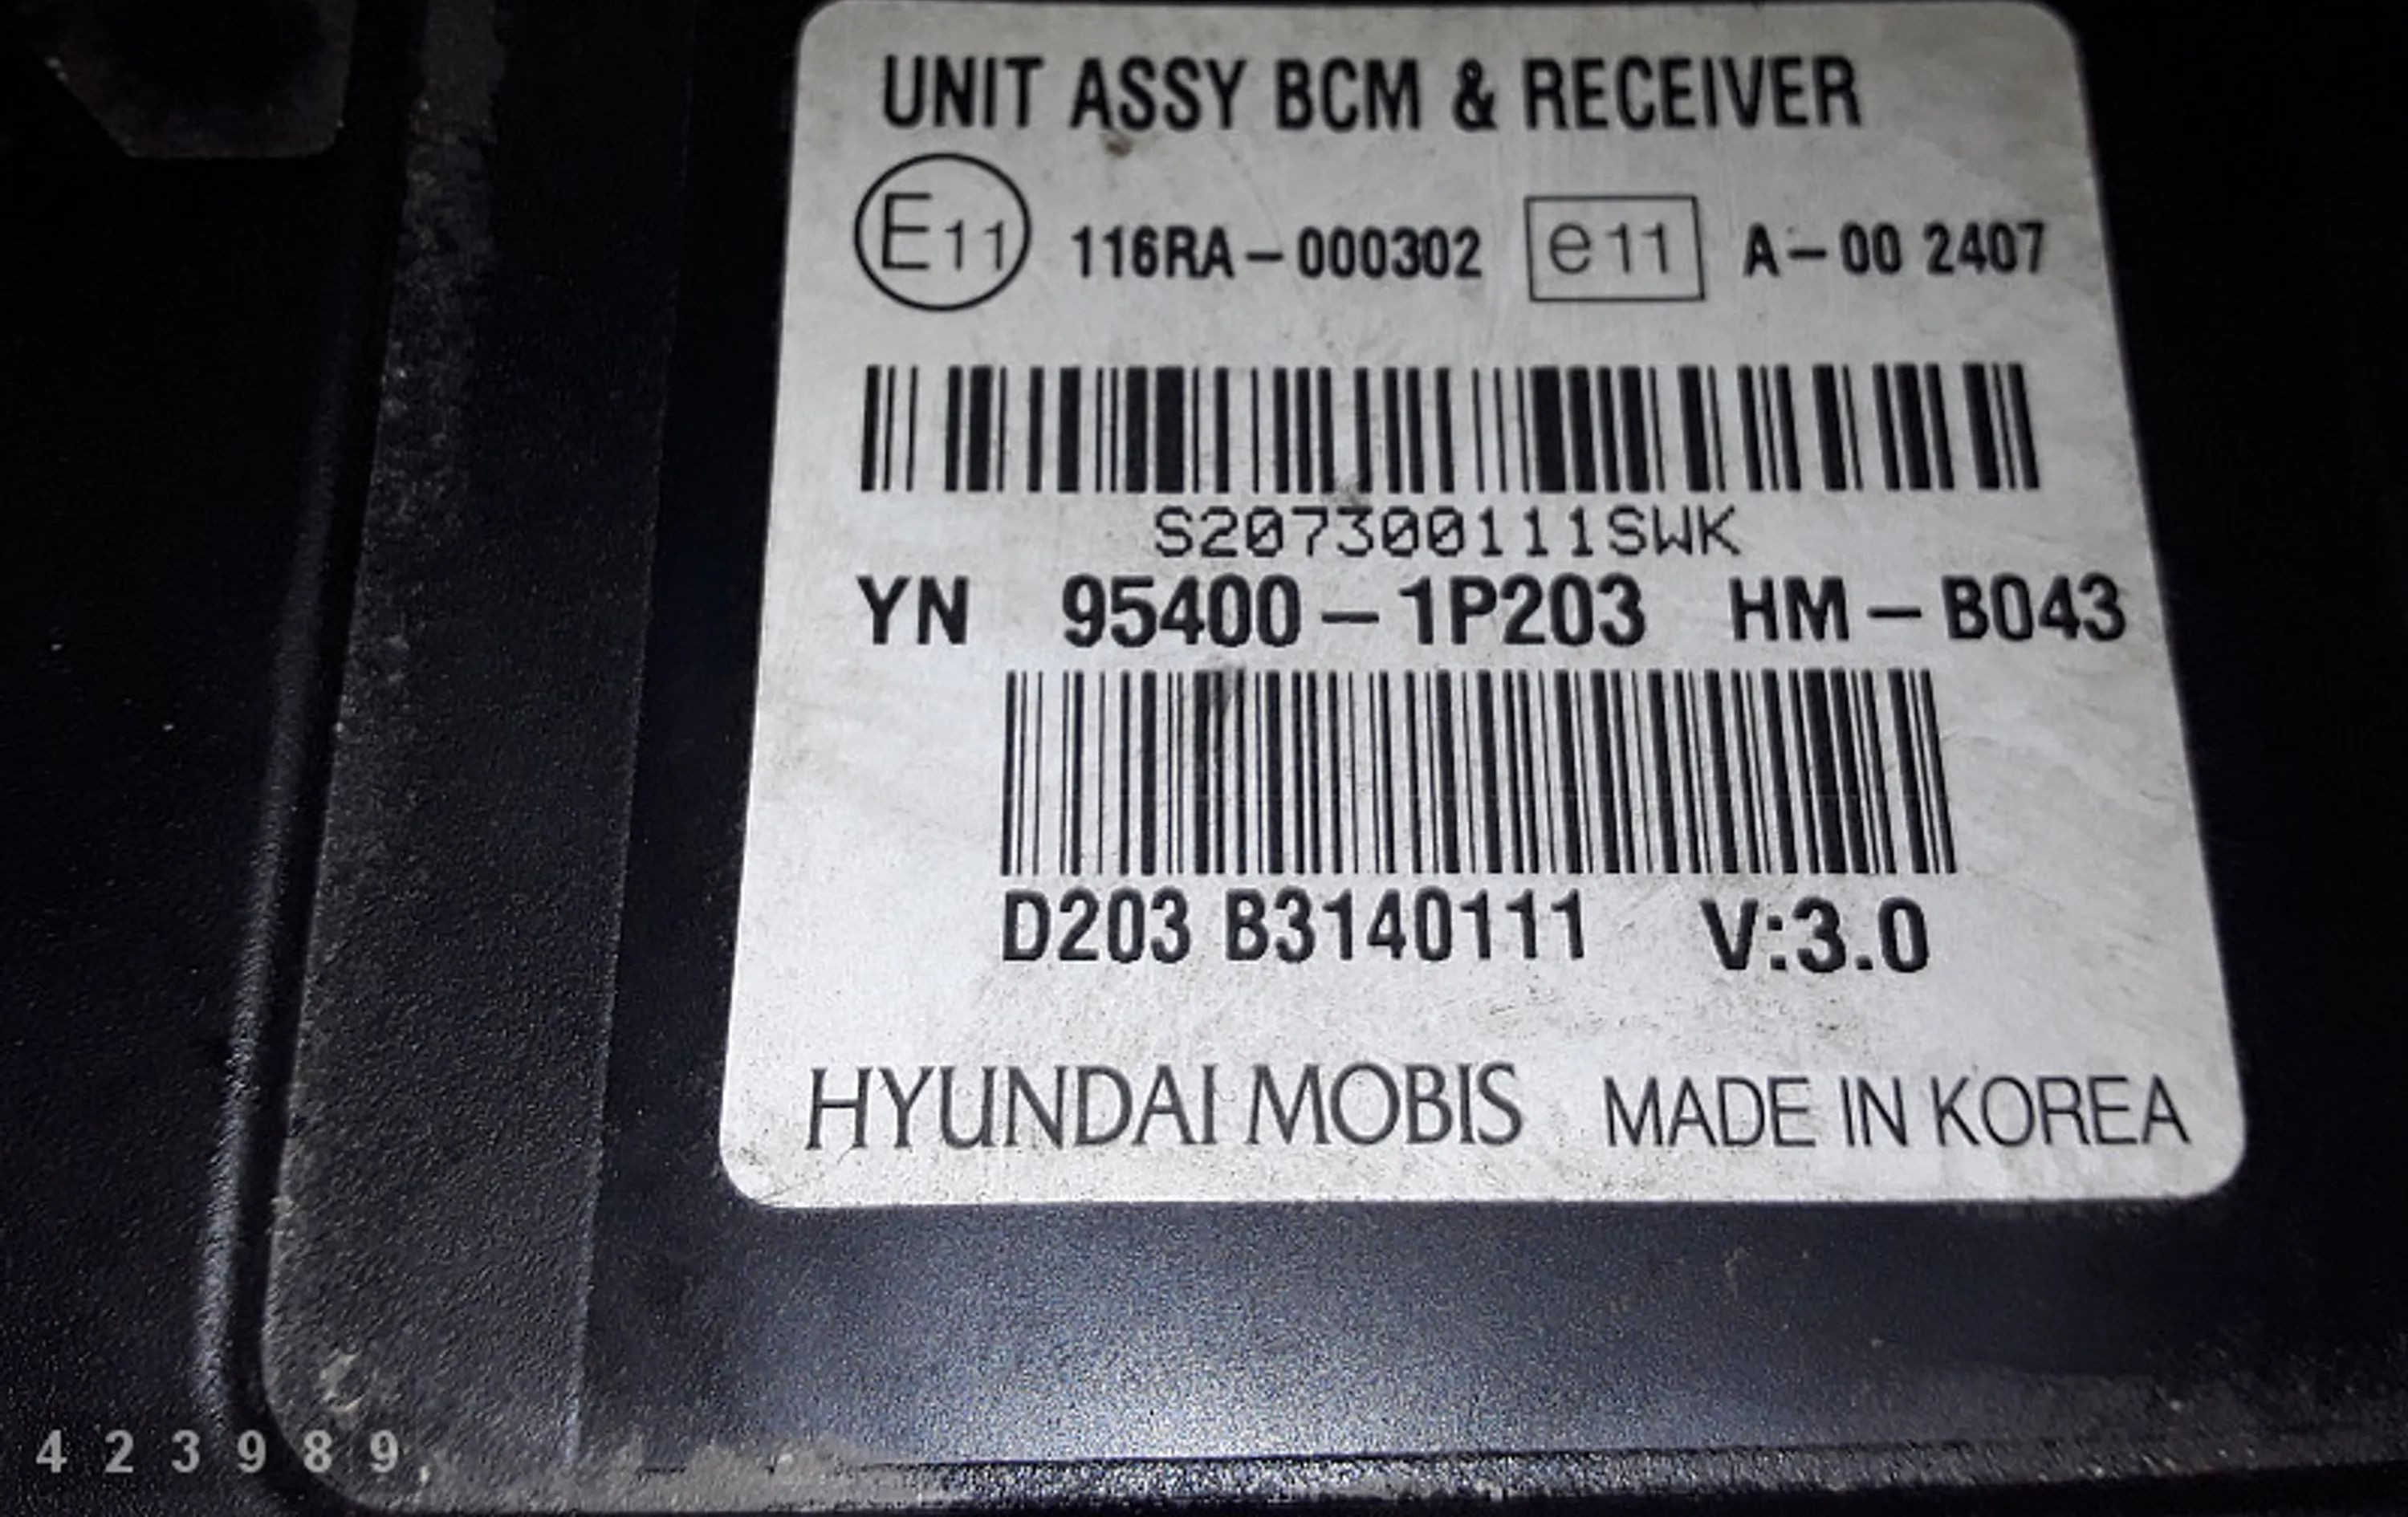 UNIT ASSY BCM & RECEIVER
E11 116RA-000302 e11 A-00 2407
S207300111SWK
YN 95400-1P203 HM-B043
D203 B3140111 V:3.0
HYUNDAI MOBIS MADE IN KOREA
4 2 3 9 8 9